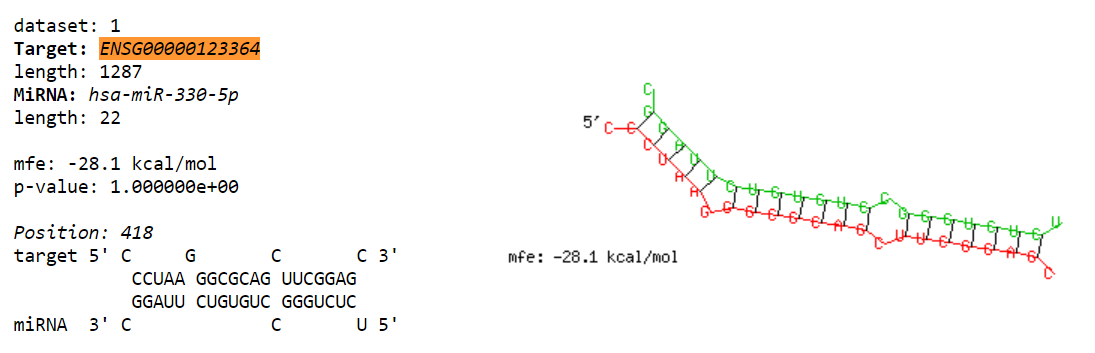 dataset: 1
Target: ENSG00000123364
length: 1287
MiRNA: hsa-miR-330-5p
length: 22
mfe: -28.1 kcal/mol
p-value: 1.000000e+00
Position: 418
target 5' C     G       C       C 3'
           CCUAA GGCGCAG UUCGGAG
           GGAUU CUGUGUC GGGUCUC
miRNA  3' C             C       U 5'
C G G A U U C U G U G U C C G G G U C U C U
5' C C C U A A G G G C G C A G C U U C G G A G C
mfe: -28.1 kcal/mol